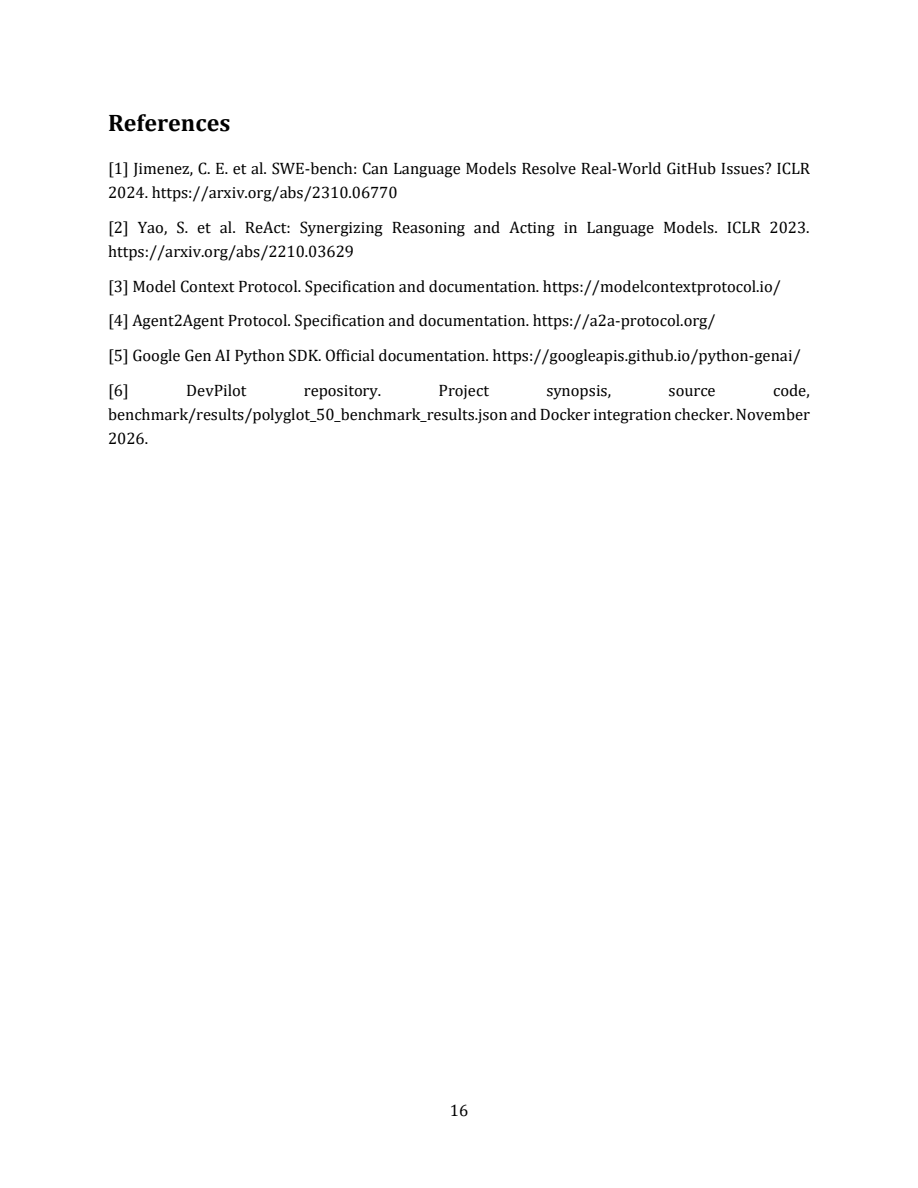 References
[1] Jimenez, C. E. et al. SWE-bench: Can Language Models Resolve Real-World GitHub Issues? ICLR
2024. https://arxiv.org/abs/2310.06770
[2] Yao, S. et al. ReAct: Synergizing Reasoning and Acting in Language Models. ICLR 2023.
https://arxiv.org/abs/2210.03629
[3] Model Context Protocol. Specification and documentation. https://modelcontextprotocol.io/
[4] Agent2Agent Protocol. Specification and documentation. https://a2a-protocol.org/
[5] Google Gen AI Python SDK. Official documentation. https://googleapis.github.io/python-genai/
[6] DevPilot repository. Project synopsis, source code,
benchmark/results/polyglot_50_benchmark_results.json and Docker integration checker. November
2026.
16